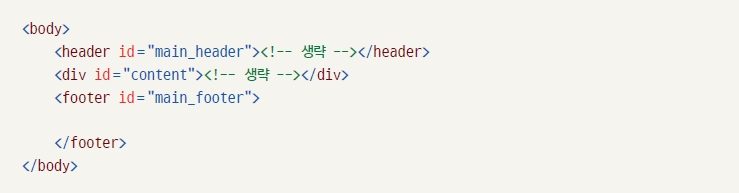 <body>
    <header id="main_header"><!-- 생략 --></header>
    <div id="content"><!-- 생략 --></div>
    <footer id="main_footer">

    </footer>
</body>